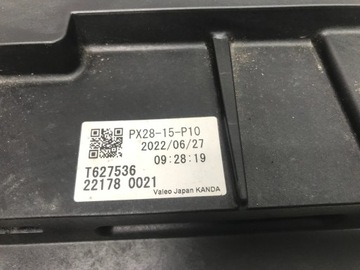 PX28-15-P10
2022/06/27
09:28:19
T627536
22178 0021
Valeo Japan KANDA